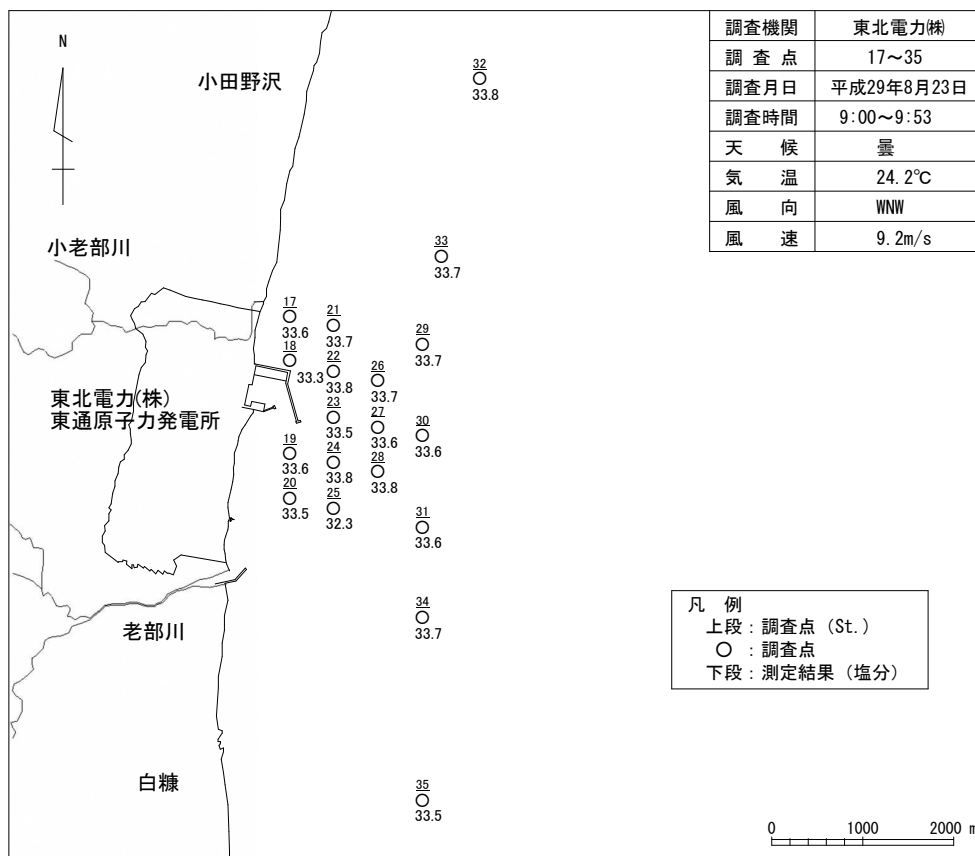 調査機関 東北電力㈱
調査点 17～35
調査月日 平成29年8月23日
調査時間 9:00～9:53
天候 曇
気温 24.2℃
風向 WNW
風速 9.2m/s
N
小田野沢
32
33.8
小老部川
33
33.7
17
33.6
21
33.7
18
33.3
22
33.8
29
33.7
26
33.7
東北電力(株)
東通原子力発電所
23
33.5
27
33.6
30
33.6
19
33.6
24
33.8
28
33.8
20
33.5
25
32.3
31
33.6
34
33.7
老部川
凡 例
上段：調査点（St.）
○ ：調査点
下段：測定結果（塩分）
白糠
35
33.5
0 1000 2000 m